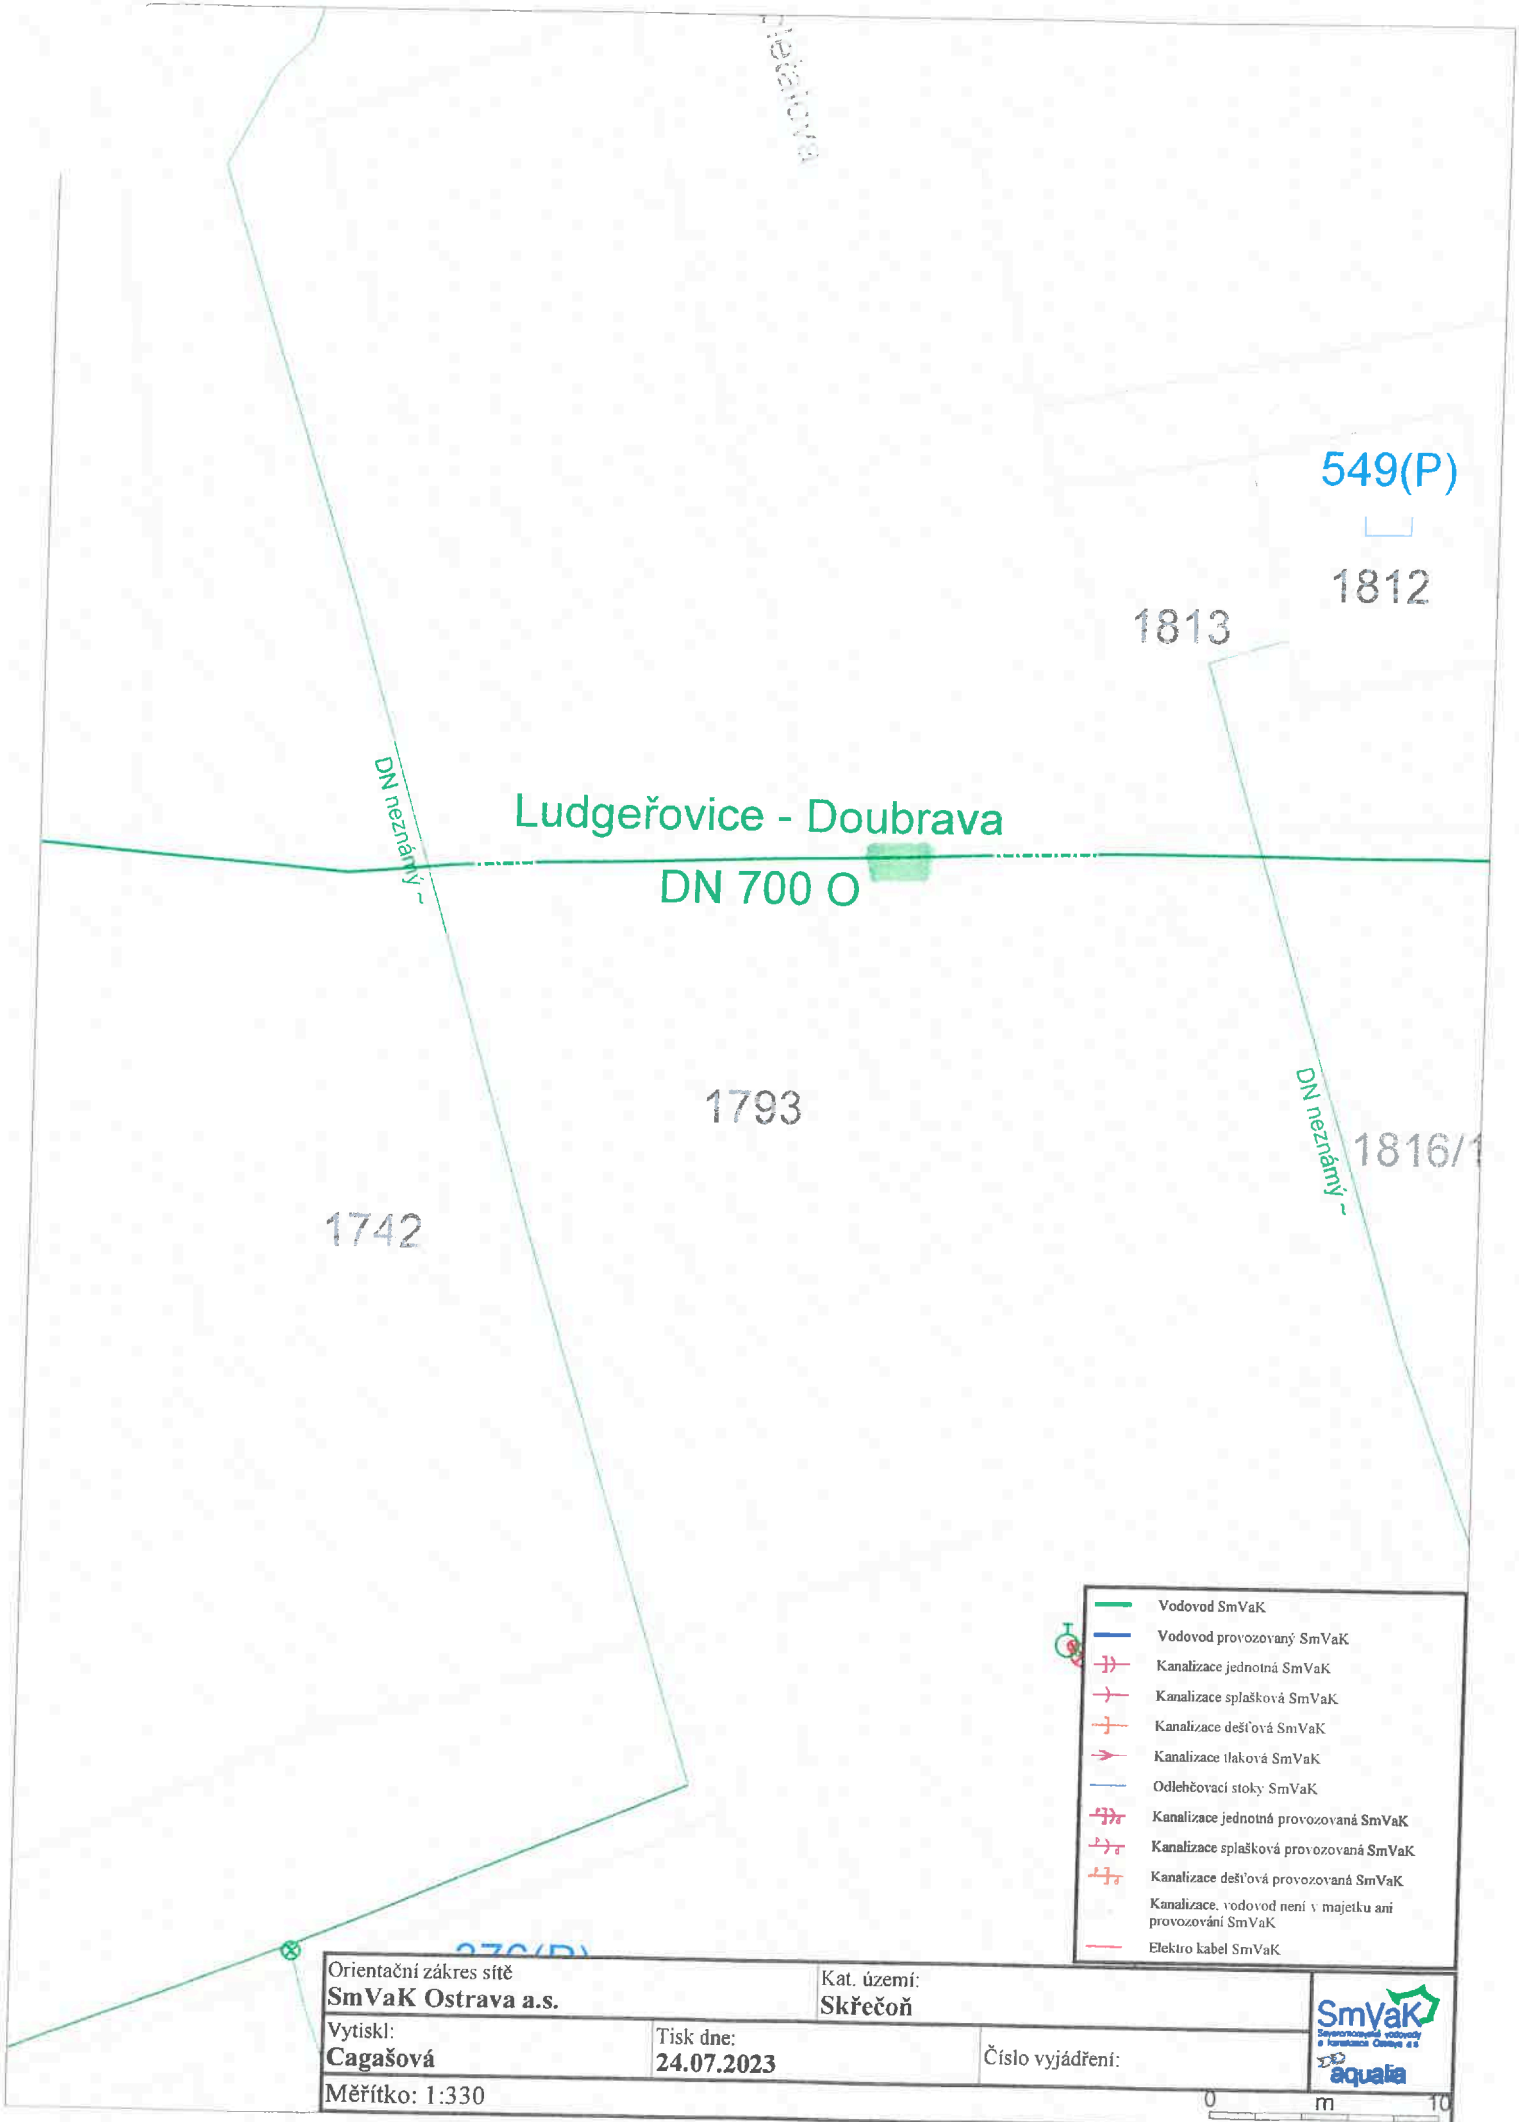 549(P)
1812
1813
DN neznámý ~
Ludgeřovice - Doubrava
DN 700 O
1793
DN neznámý ~
1816/1
1742
Vodovod SmVaK
Vodovod provozovaný SmVaK
Kanalizace jednotná SmVaK
Kanalizace splašková SmVaK
Kanalizace dešťová SmVaK
Kanalizace tlaková SmVaK
Odlehčovací stoky SmVaK
Kanalizace jednotná provozovaná SmVaK
Kanalizace splašková provozovaná SmVaK
Kanalizace dešťová provozovaná SmVaK
Kanalizace, vodovod není v majetku ani
provozování SmVaK
Elektro kabel SmVaK
Orientační zákres sítě
SmVaK Ostrava a.s.
Kat. území:
Skřečoň
Vytiskl:
Cagašová
Tisk dne:
24.07.2023
Číslo vyjádření:
Měřítko: 1:330
SmVaK
Severomoravské vodovody
a kanalizace Ostrava a.s.
aqualia
0 m 10